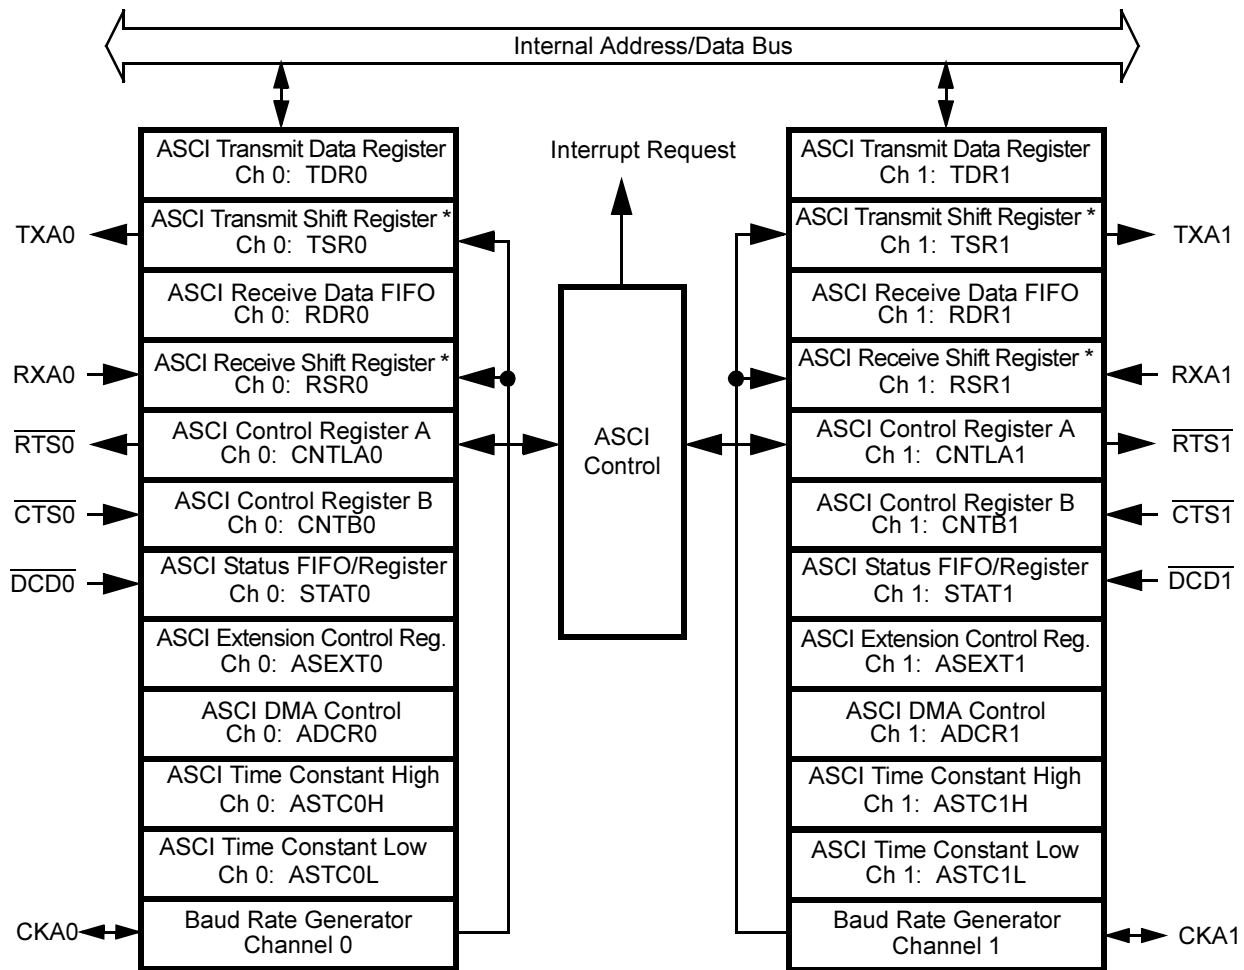 Internal Address/Data Bus
ASCI Transmit Data Register
Ch 0: TDR0
TXA0
ASCI Transmit Shift Register *
Ch 0: TSR0
ASCI Receive Data FIFO
Ch 0: RDR0
RXA0
ASCI Receive Shift Register *
Ch 0: RSR0
RTS0
ASCI Control Register A
Ch 0: CNTLA0
CTS0
ASCI Control Register B
Ch 0: CNTB0
DCD0
ASCI Status FIFO/Register
Ch 0: STAT0
ASCI Extension Control Reg.
Ch 0: ASEXT0
ASCI DMA Control
Ch 0: ADCR0
ASCI Time Constant High
Ch 0: ASTC0H
ASCI Time Constant Low
Ch 0: ASTC0L
CKA0
Baud Rate Generator
Channel 0
Interrupt Request
ASCI
Control
ASCI Transmit Data Register
Ch 1: TDR1
ASCI Transmit Shift Register *
Ch 1: TSR1
TXA1
ASCI Receive Data FIFO
Ch 1: RDR1
ASCI Receive Shift Register *
Ch 1: RSR1
RXA1
ASCI Control Register A
Ch 1: CNTLA1
RTS1
ASCI Control Register B
Ch 1: CNTB1
CTS1
ASCI Status FIFO/Register
Ch 1: STAT1
DCD1
ASCI Extension Control Reg.
Ch 1: ASEXT1
ASCI DMA Control
Ch 1: ADCR1
ASCI Time Constant High
Ch 1: ASTC1H
ASCI Time Constant Low
Ch 1: ASTC1L
Baud Rate Generator
Channel 1
CKA1